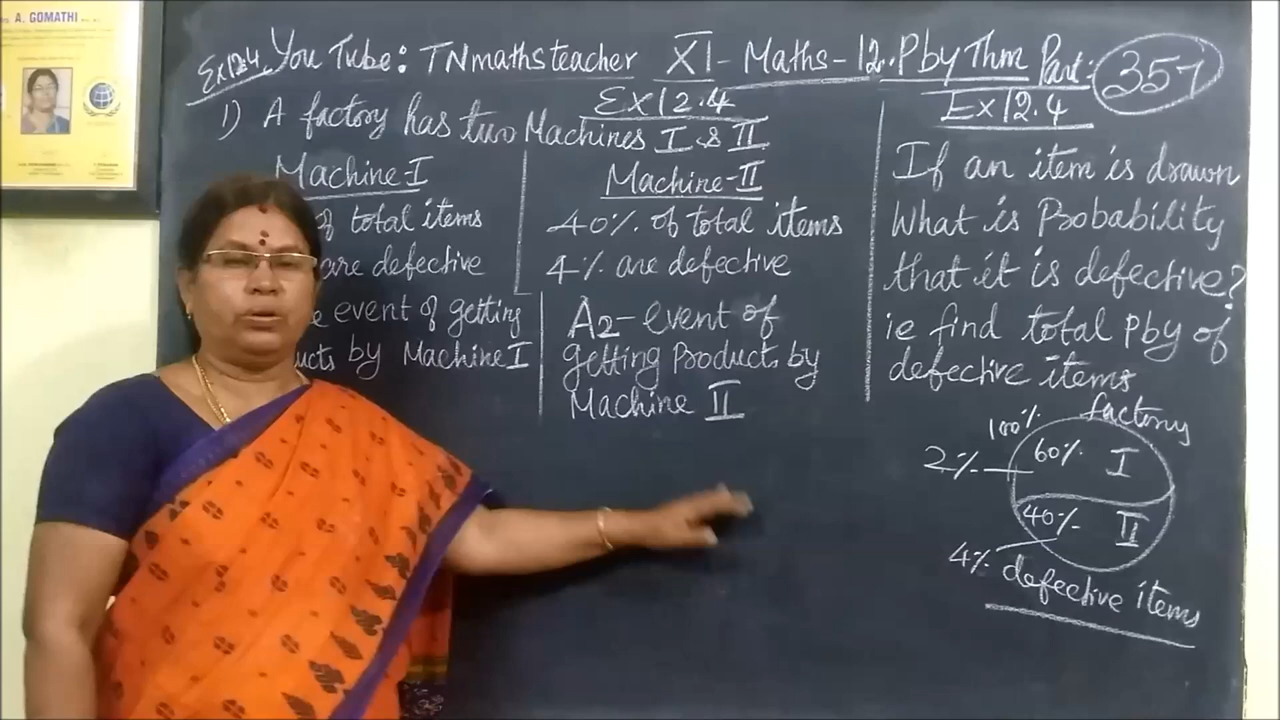 A. GOMATHI
Ex 12.4 You Tube: TNmathsteacher XI - Maths - 12. Pby Thm Part: 357
Ex 12.4
1) A factory has two Machines I & II
Machine-I
of total items
are defective
event of getting
ucts by Machine I
Machine-II
40% of total items
4% are defective
A2 - event of
getting Products by
Machine II
Ex 12.4
If an item is drawn
What is Probability
that it is defective?
ie find total Pby of
defective items
factory
100%
60% I
2%
40% II
4%
defective items